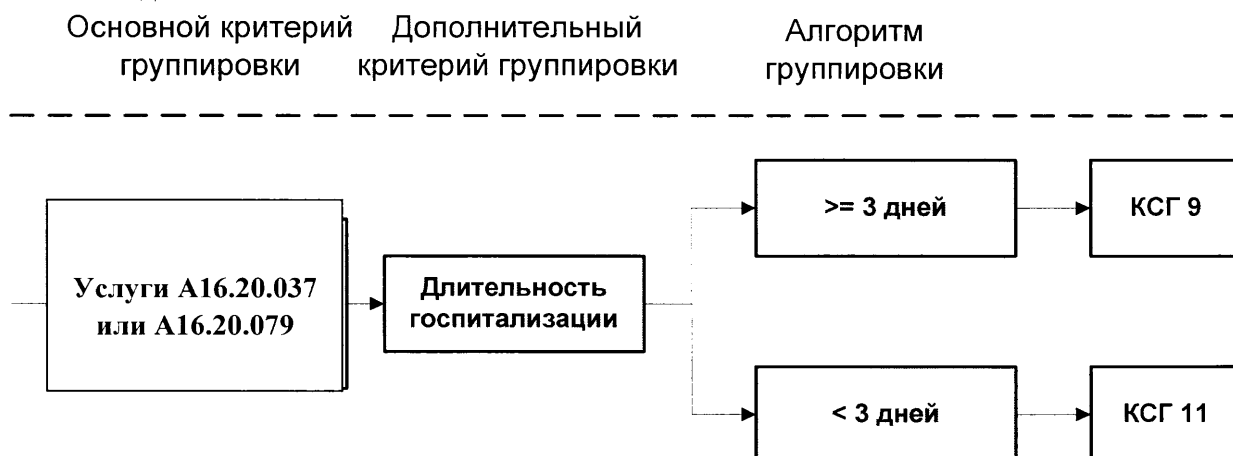 Основной критерий
группировки
Дополнительный
критерий группировки
Алгоритм
группировки
Услуги А16.20.037
или А16.20.079
Длительность
госпитализации
>= 3 дней
КСГ 9
< 3 дней
КСГ 11